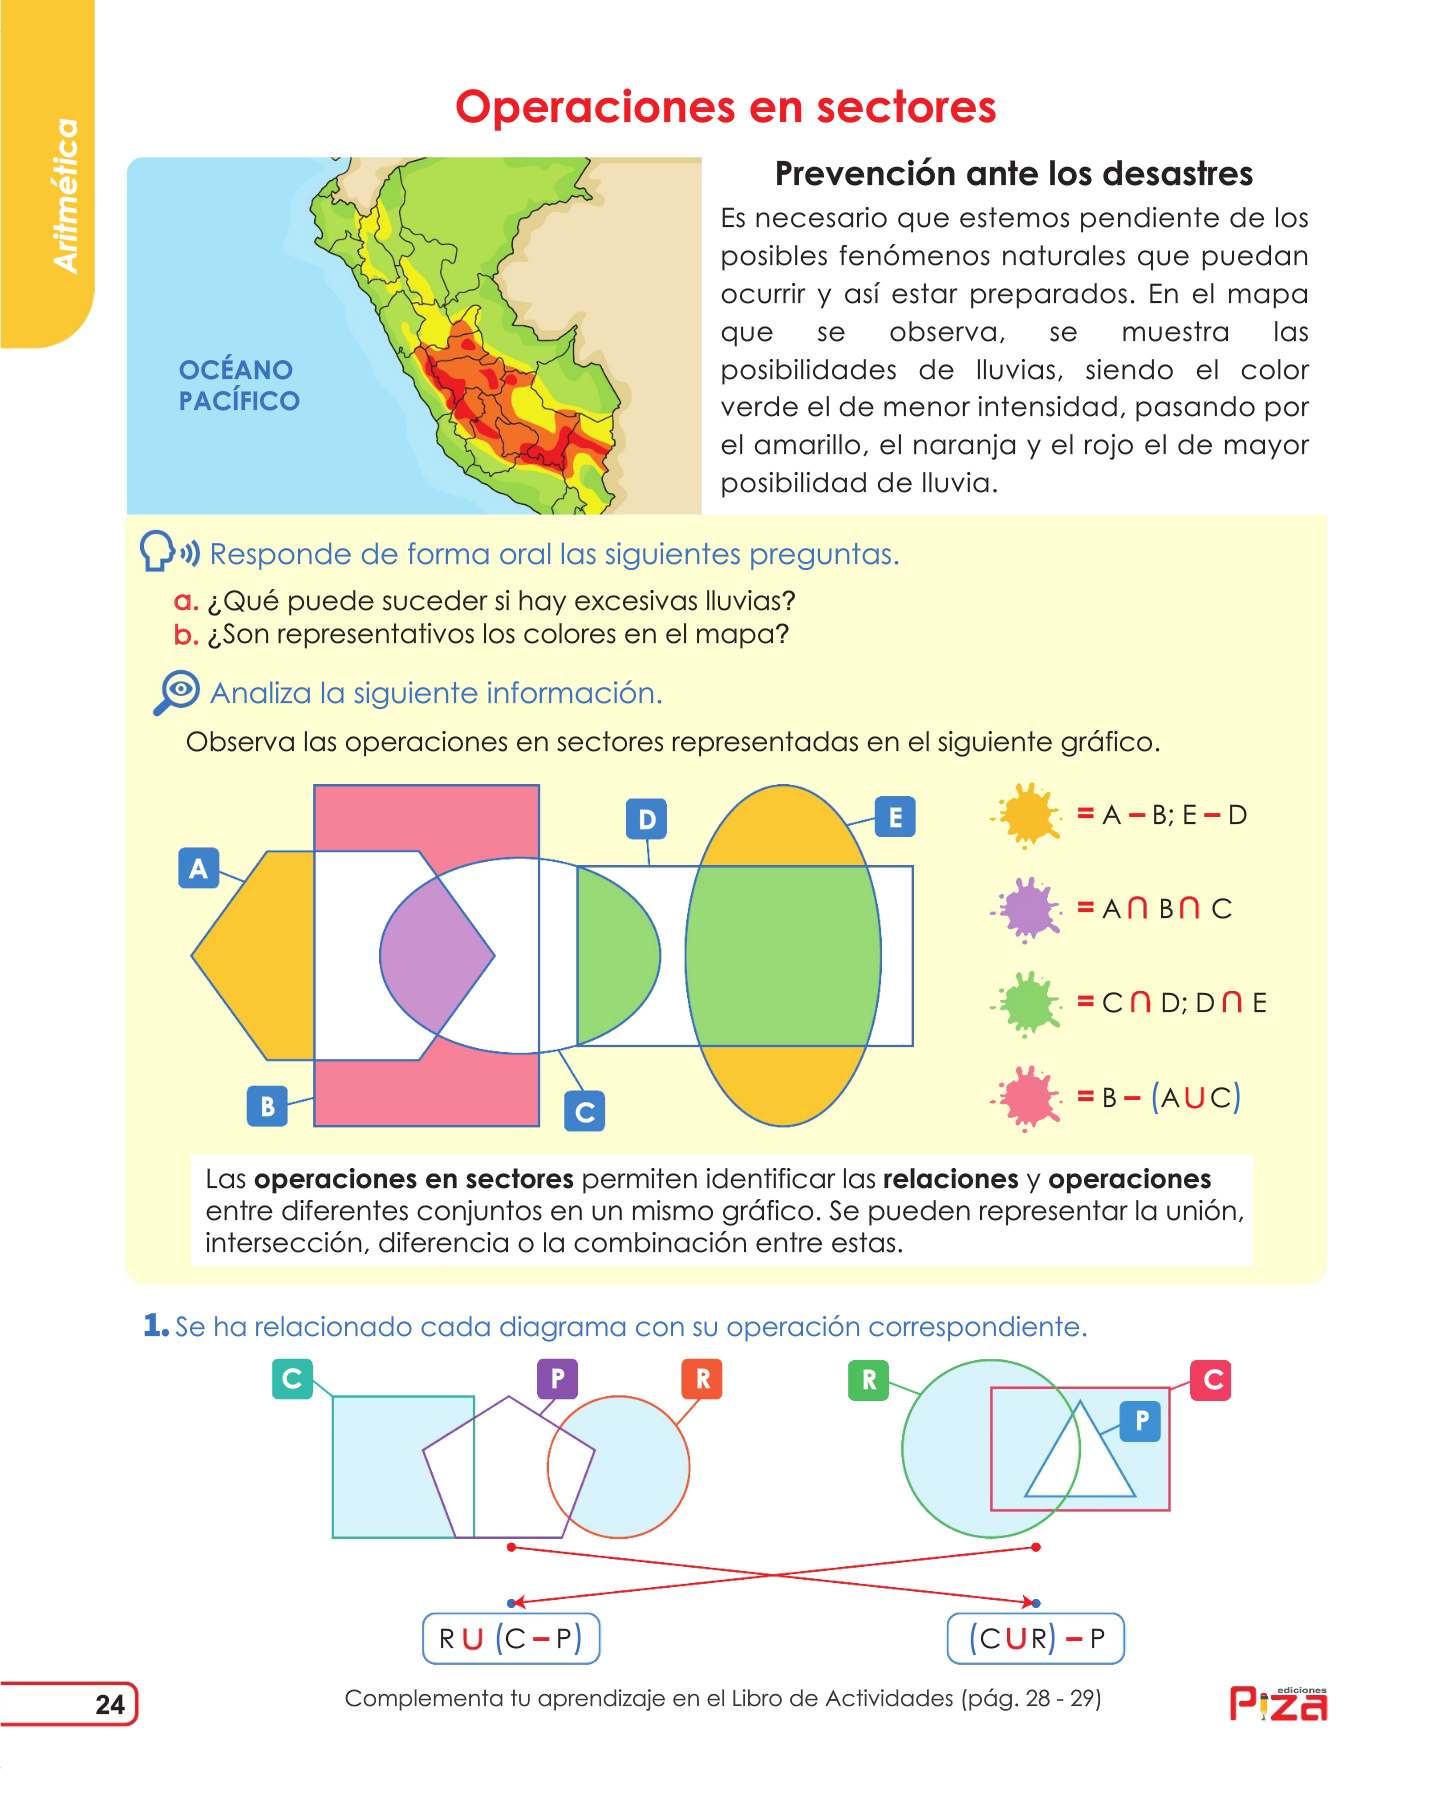 Aritmética
Operaciones en sectores
OCÉANO
PACÍFICO
Prevención ante los desastres
Es necesario que estemos pendiente de los
posibles fenómenos naturales que puedan
ocurrir y así estar preparados. En el mapa
que se observa, se muestra las
posibilidades de lluvias, siendo el color
verde el de menor intensidad, pasando por
el amarillo, el naranja y el rojo el de mayor
posibilidad de lluvia.
Responde de forma oral las siguientes preguntas.
a. ¿Qué puede suceder si hay excesivas lluvias?
b. ¿Son representativos los colores en el mapa?
Analiza la siguiente información.
Observa las operaciones en sectores representadas en el siguiente gráfico.
A
B
C
D
E
= A – B; E – D
= A ∩ B ∩ C
= C ∩ D; D ∩ E
= B – (A ∪ C)
Las operaciones en sectores permiten identificar las relaciones y operaciones
entre diferentes conjuntos en un mismo gráfico. Se pueden representar la unión,
intersección, diferencia o la combinación entre estas.
1. Se ha relacionado cada diagrama con su operación correspondiente.
C
P
R
R
C
P
R ∪ (C – P)
(C ∪ R) – P
24
Complementa tu aprendizaje en el Libro de Actividades (pág. 28 - 29)
ediciones
Piza